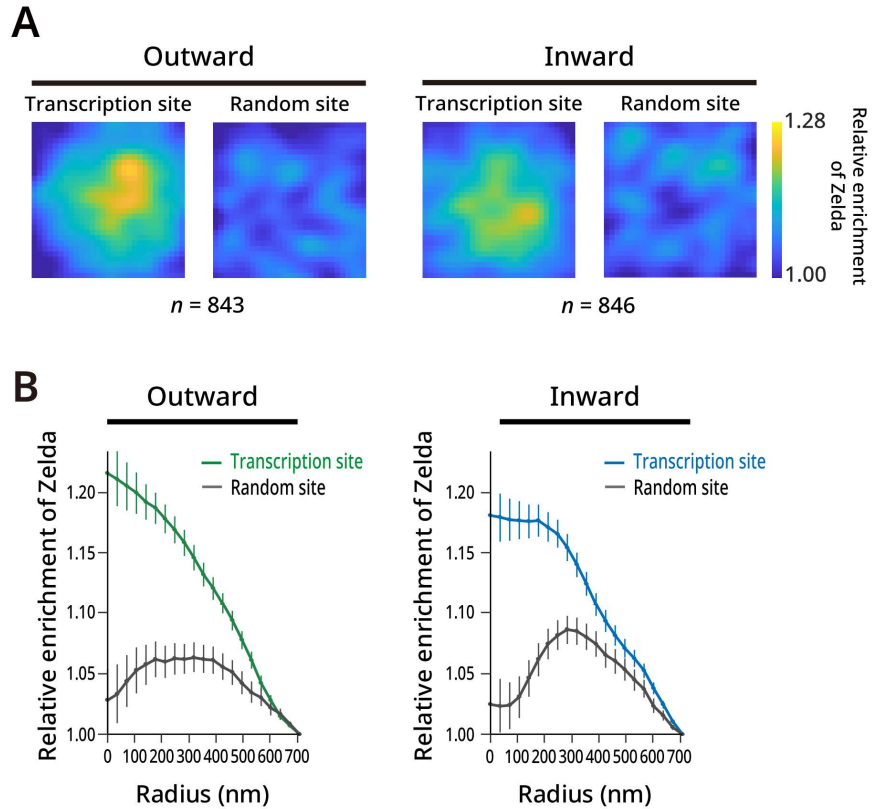 A
Outward
Inward
Transcription site
Random site
Transcription site
Random site
1.28
1.00
Relative enrichment
of Zelda
n = 843
n = 846
B
Outward
Inward
Relative enrichment of Zelda
1.20
1.15
1.10
1.05
1.00
Transcription site
Random site
0 100 200 300 400 500 600 700
Radius (nm)
Relative enrichment of Zelda
1.20
1.15
1.10
1.05
1.00
Transcription site
Random site
0 100 200 300 400 500 600 700
Radius (nm)